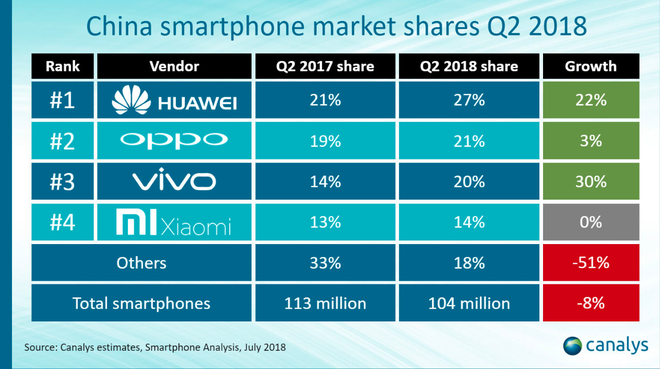 China smartphone market shares Q2 2018
Rank Vendor Q2 2017 share Q2 2018 share Growth
#1 HUAWEI 21% 27% 22%
#2 oppo 19% 21% 3%
#3 vivo 14% 20% 30%
#4 mi Xiaomi 13% 14% 0%
Others 33% 18% -51%
Total smartphones 113 million 104 million -8%
Source: Canalys estimates, Smartphone Analysis, July 2018
canalys